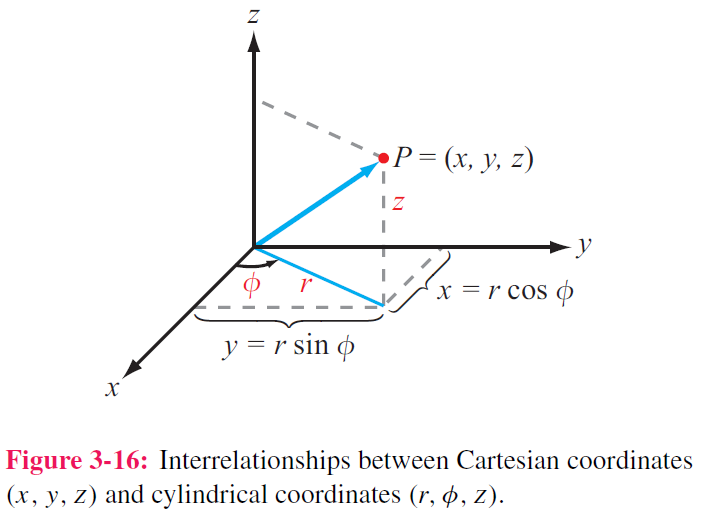 z
P = (x, y, z)
z
y
ϕ
r
x = r cos ϕ
y = r sin ϕ
x
Figure 3-16: Interrelationships between Cartesian coordinates
(x, y, z) and cylindrical coordinates (r, ϕ, z).